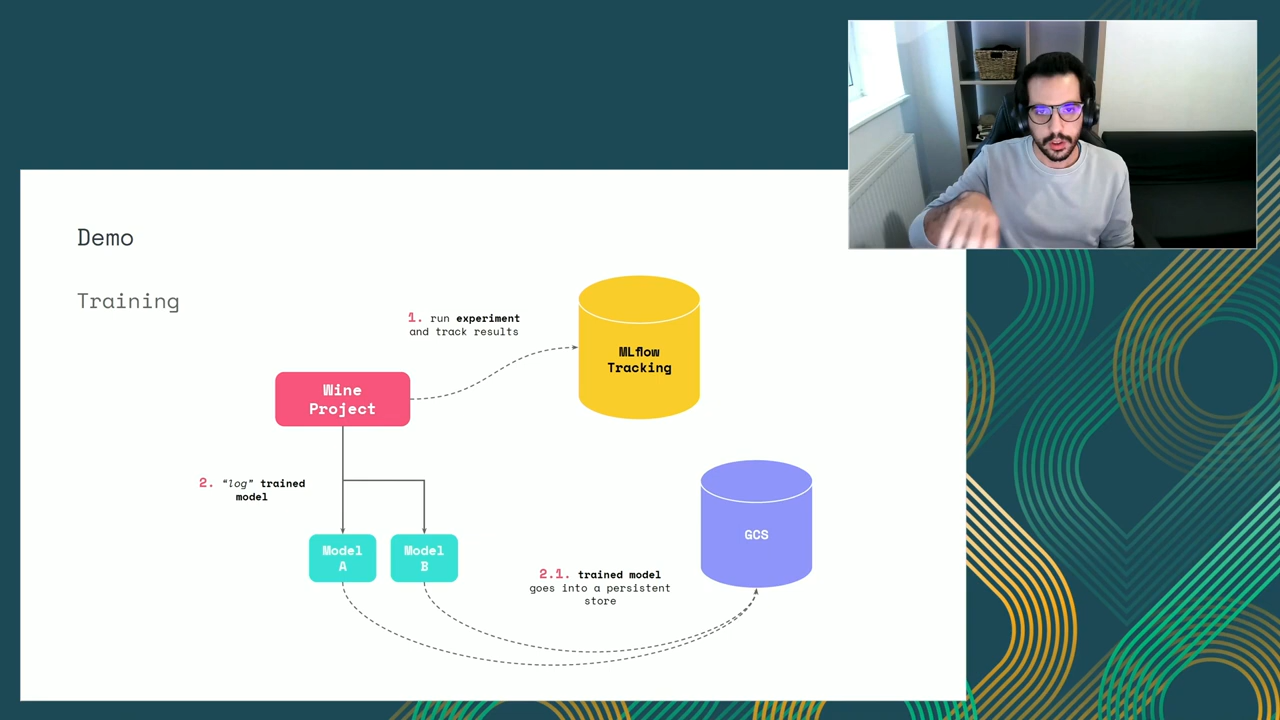 Demo
Training
1. run experiment
and track results
MLflow
Tracking
Wine
Project
2. “log” trained
model
GCS
Model
A
Model
B
2.1. trained model
goes into a persistent
store